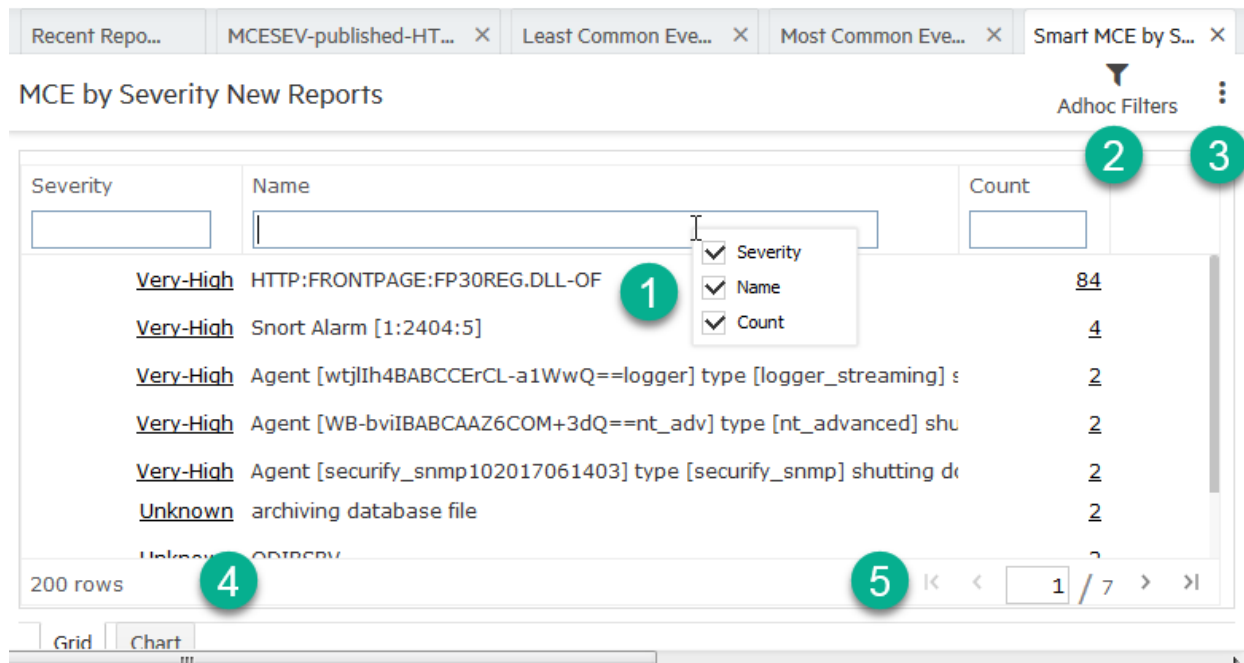 Recent Repo... MCESEV-published-HT... × Least Common Eve... × Most Common Eve... × Smart MCE by S... ×
MCE by Severity New Reports
Adhoc Filters
2 3
Severity Name Count
Severity
Very-High HTTP:FRONTPAGE:FP30REG.DLL-OF 1 Name 84
Count
Very-High Snort Alarm [1:2404:5] 4
Very-High Agent [wtjlIh4BABCCErCL-a1WwQ==logger] type [logger_streaming] s 2
Very-High Agent [WB-bviIBABCAAZ6COM+3dQ==nt_adv] type [nt_advanced] shu 2
Very-High Agent [securify_snmp102017061403] type [securify_snmp] shutting do 2
Unknown archiving database file 2
200 rows 4 5 1 / 7
Grid Chart